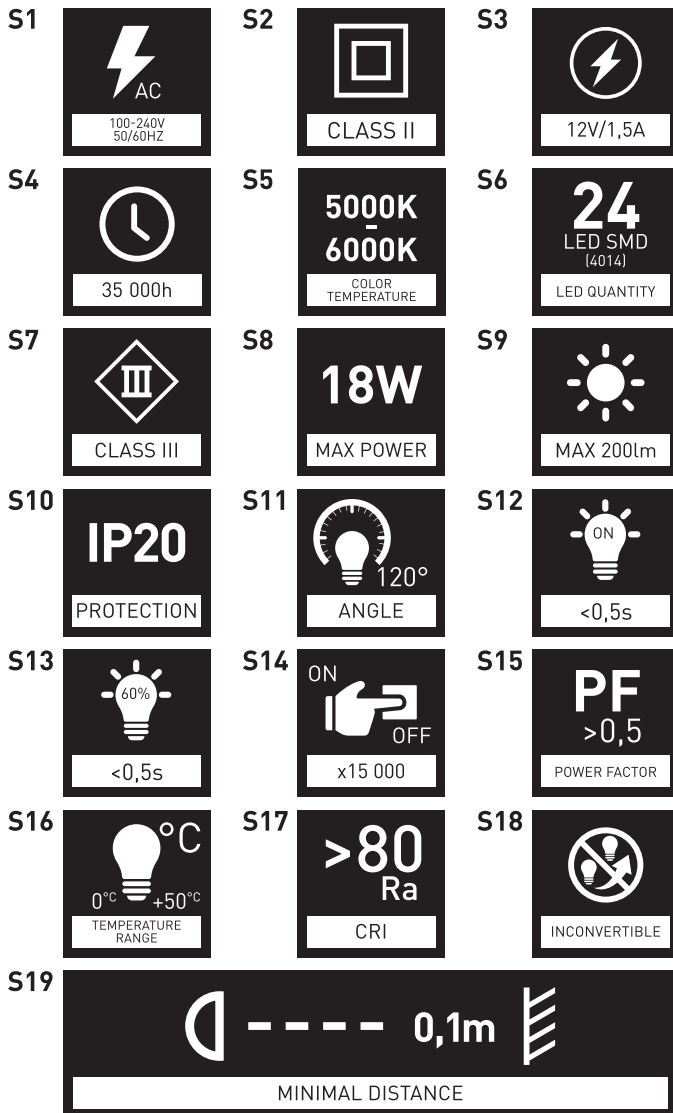 S1
AC
100-240V
50/60HZ
S2
CLASS II
S3
12V/1,5A
S4
35 000h
S5
5000K
-
6000K
COLOR
TEMPERATURE
S6
24
LED SMD
(4014)
LED QUANTITY
S7
III
CLASS III
S8
18W
MAX POWER
S9
MAX 200lm
S10
IP20
PROTECTION
S11
120°
ANGLE
S12
ON
<0,5s
S13
60%
<0,5s
S14
ON
OFF
x15 000
S15
PF
>0,5
POWER FACTOR
S16
°C
0°C +50°C
TEMPERATURE
RANGE
S17
>80
Ra
CRI
S18
INCONVERTIBLE
S19
0,1m
MINIMAL DISTANCE